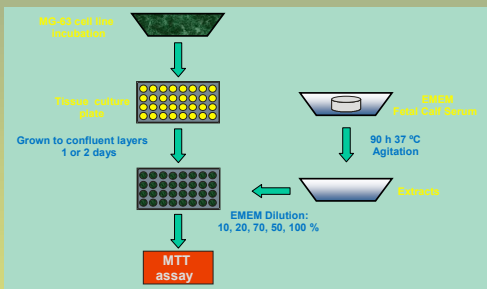 MG-63 cell line
incubation
Tissue culture
plate
EMEM
Fetal Calf Serum
Grown to confluent layers
1 or 2 days
90 h 37 ºC
Agitation
Extracts
EMEM Dilution:
10, 20, 70, 50, 100 %
MTT
assay